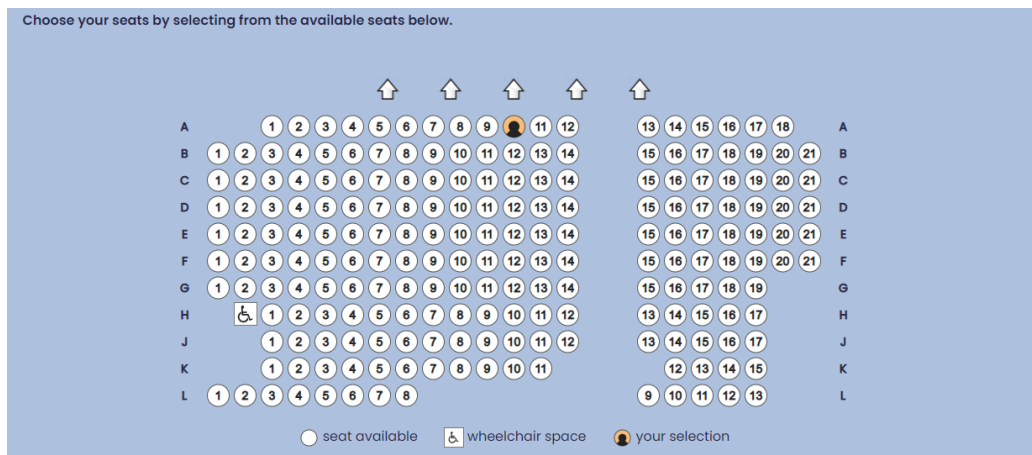 Choose your seats by selecting from the available seats below.
A 1 2 3 4 5 6 7 8 9 11 12 13 14 15 16 17 18 A
B 1 2 3 4 5 6 7 8 9 10 11 12 13 14 15 16 17 18 19 20 21 B
C 1 2 3 4 5 6 7 8 9 10 11 12 13 14 15 16 17 18 19 20 21 C
D 1 2 3 4 5 6 7 8 9 10 11 12 13 14 15 16 17 18 19 20 21 D
E 1 2 3 4 5 6 7 8 9 10 11 12 13 14 15 16 17 18 19 20 21 E
F 1 2 3 4 5 6 7 8 9 10 11 12 13 14 15 16 17 18 19 20 21 F
G 1 2 3 4 5 6 7 8 9 10 11 12 13 14 15 16 17 18 19 G
H 1 2 3 4 5 6 7 8 9 10 11 12 13 14 15 16 17 H
J 1 2 3 4 5 6 7 8 9 10 11 12 13 14 15 16 17 J
K 1 2 3 4 5 6 7 8 9 10 11 12 13 14 15 K
L 1 2 3 4 5 6 7 8 9 10 11 12 13 L
seat available wheelchair space your selection